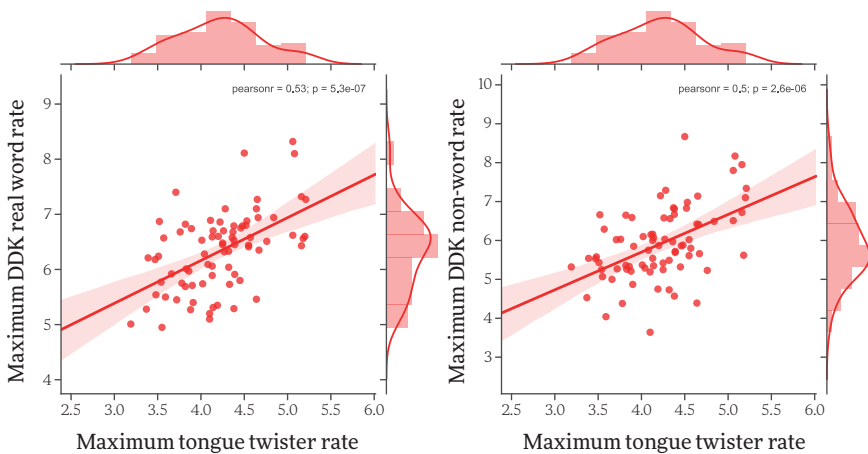 pearsonr = 0.53; p = 5.3e-07
9
8
7
6
5
4
Maximum DDK real word rate
2.5 3.0 3.5 4.0 4.5 5.0 5.5 6.0
Maximum tongue twister rate
pearsonr = 0.5; p = 2.6e-06
10
9
8
7
6
5
4
3
Maximum DDK non-word rate
2.5 3.0 3.5 4.0 4.5 5.0 5.5 6.0
Maximum tongue twister rate